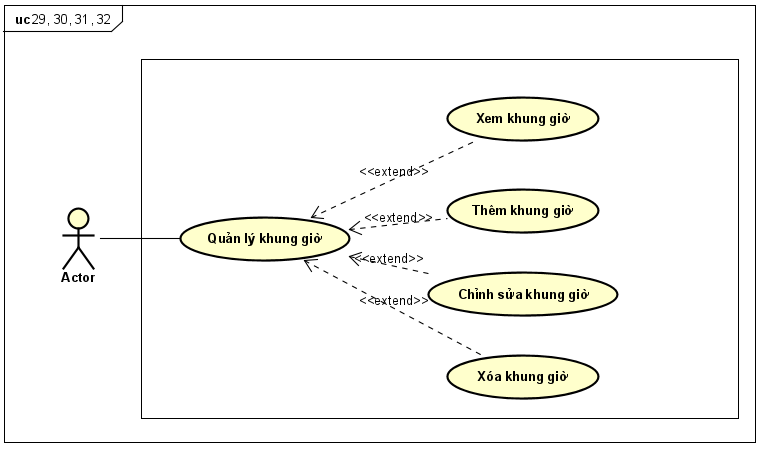 uc29, 30, 31, 32
Xem khung giờ
<<extend>>
Thêm khung giờ
<<extend>>
Quản lý khung giờ
<<extend>>
Actor
Chỉnh sửa khung giờ
<<extend>>
Xóa khung giờ